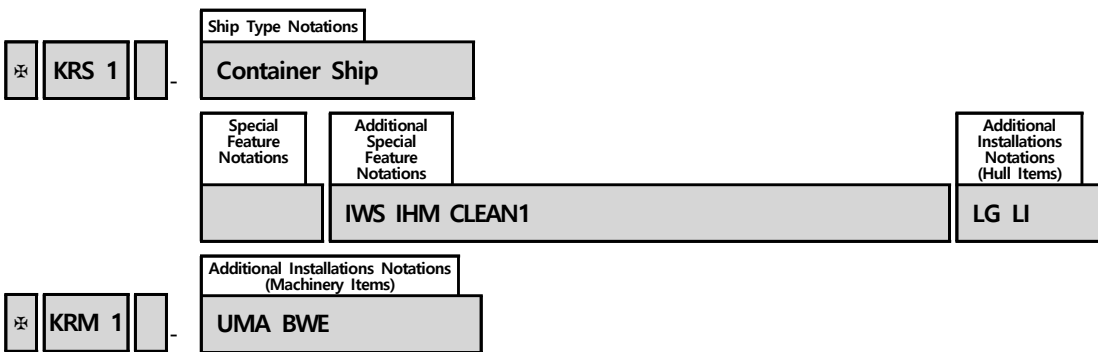 Ship Type Notations
✠ KRS 1 - Container Ship
Special
Feature
Notations
Additional
Special
Feature
Notations
Additional
Installations
Notations
(Hull Items)
IWS IHM CLEAN1
LG LI
Additional Installations Notations
(Machinery Items)
✠ KRM 1 - UMA BWE